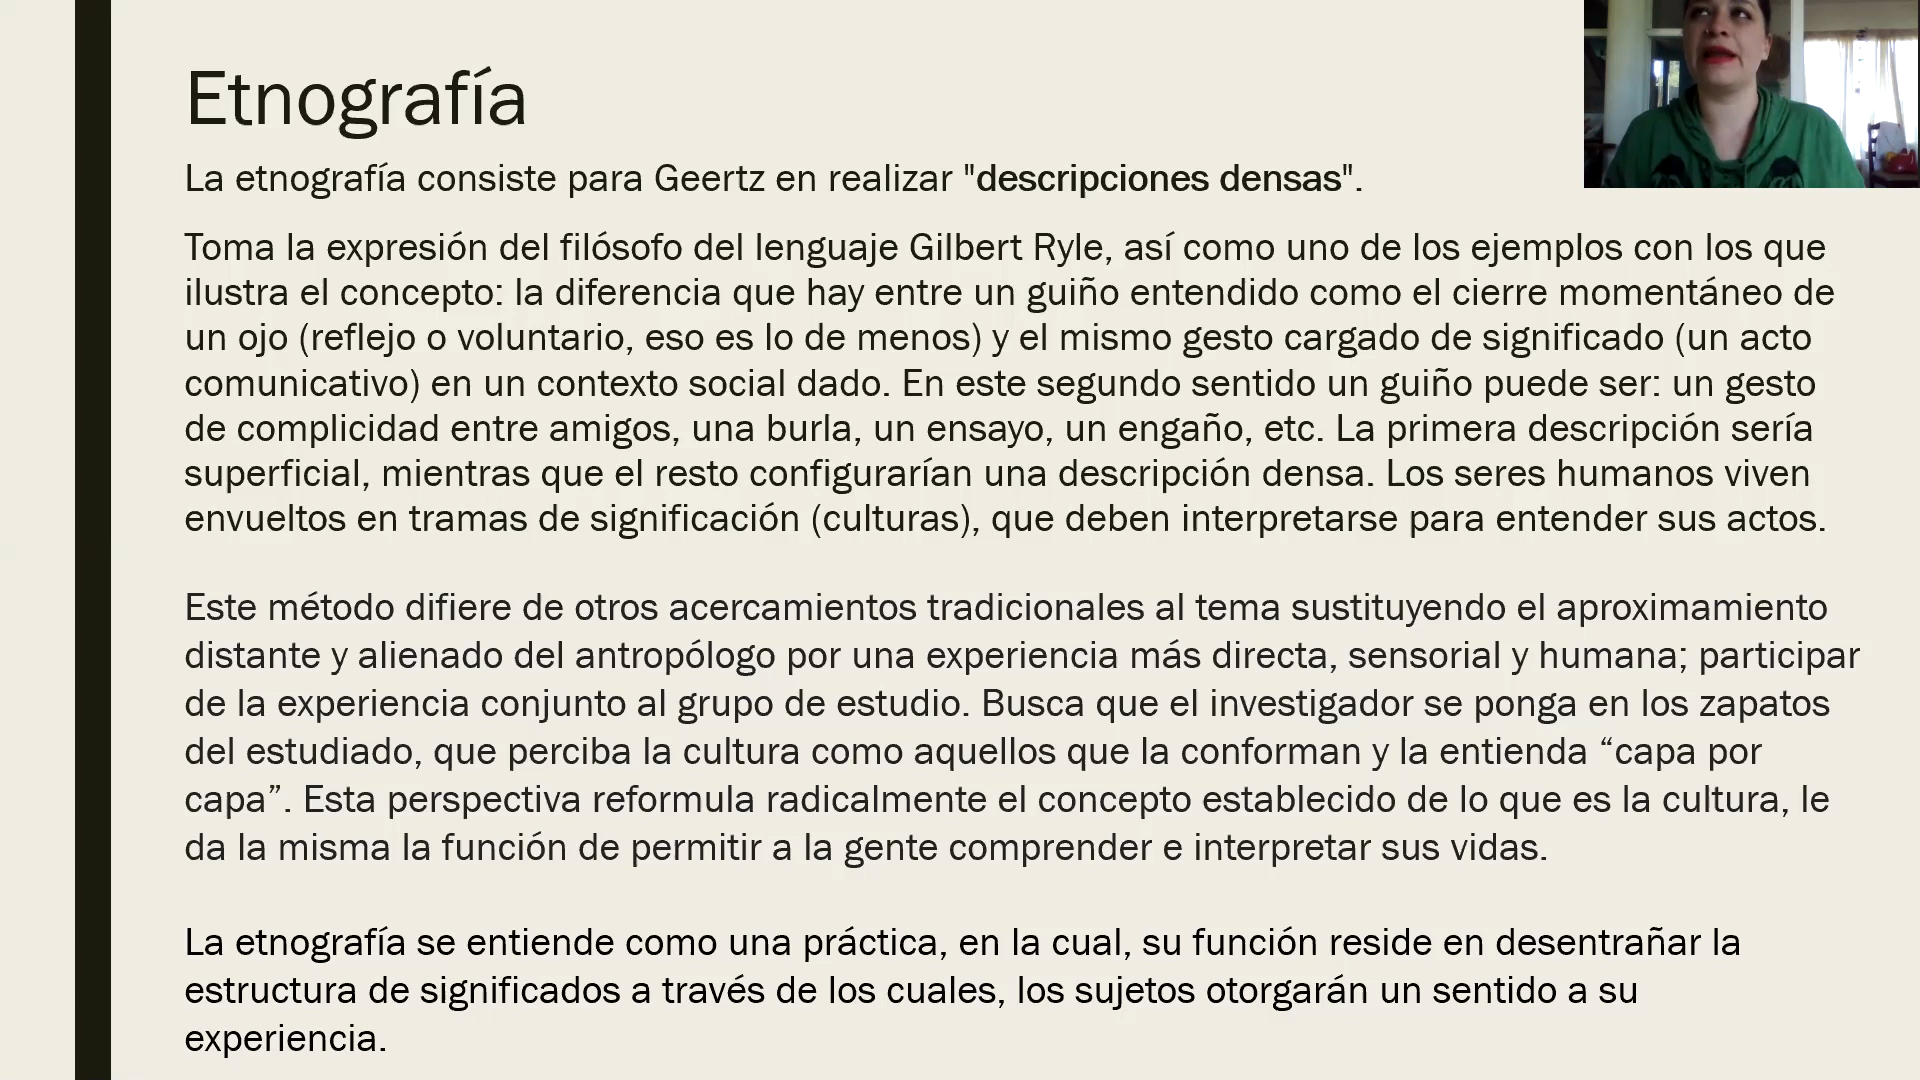 Etnografía
La etnografía consiste para Geertz en realizar "descripciones densas".
Toma la expresión del filósofo del lenguaje Gilbert Ryle, así como uno de los ejemplos con los que
ilustra el concepto: la diferencia que hay entre un guiño entendido como el cierre momentáneo de
un ojo (reflejo o voluntario, eso es lo de menos) y el mismo gesto cargado de significado (un acto
comunicativo) en un contexto social dado. En este segundo sentido un guiño puede ser: un gesto
de complicidad entre amigos, una burla, un ensayo, un engaño, etc. La primera descripción sería
superficial, mientras que el resto configurarían una descripción densa. Los seres humanos viven
envueltos en tramas de significación (culturas), que deben interpretarse para entender sus actos.
Este método difiere de otros acercamientos tradicionales al tema sustituyendo el aproximamiento
distante y alienado del antropólogo por una experiencia más directa, sensorial y humana; participar
de la experiencia conjunto al grupo de estudio. Busca que el investigador se ponga en los zapatos
del estudiado, que perciba la cultura como aquellos que la conforman y la entienda “capa por
capa”. Esta perspectiva reformula radicalmente el concepto establecido de lo que es la cultura, le
da la misma la función de permitir a la gente comprender e interpretar sus vidas.
La etnografía se entiende como una práctica, en la cual, su función reside en desentrañar la
estructura de significados a través de los cuales, los sujetos otorgarán un sentido a su
experiencia.